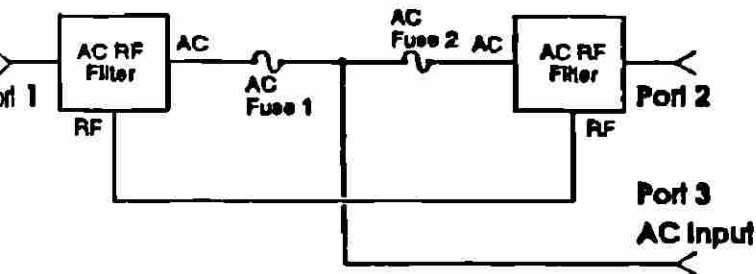 AC RF
Filter
AC
AC
Fuse 1
AC
Fuse 2
AC
AC RF
Filter
1
Port 2
RF
RF
Port 3
AC Input